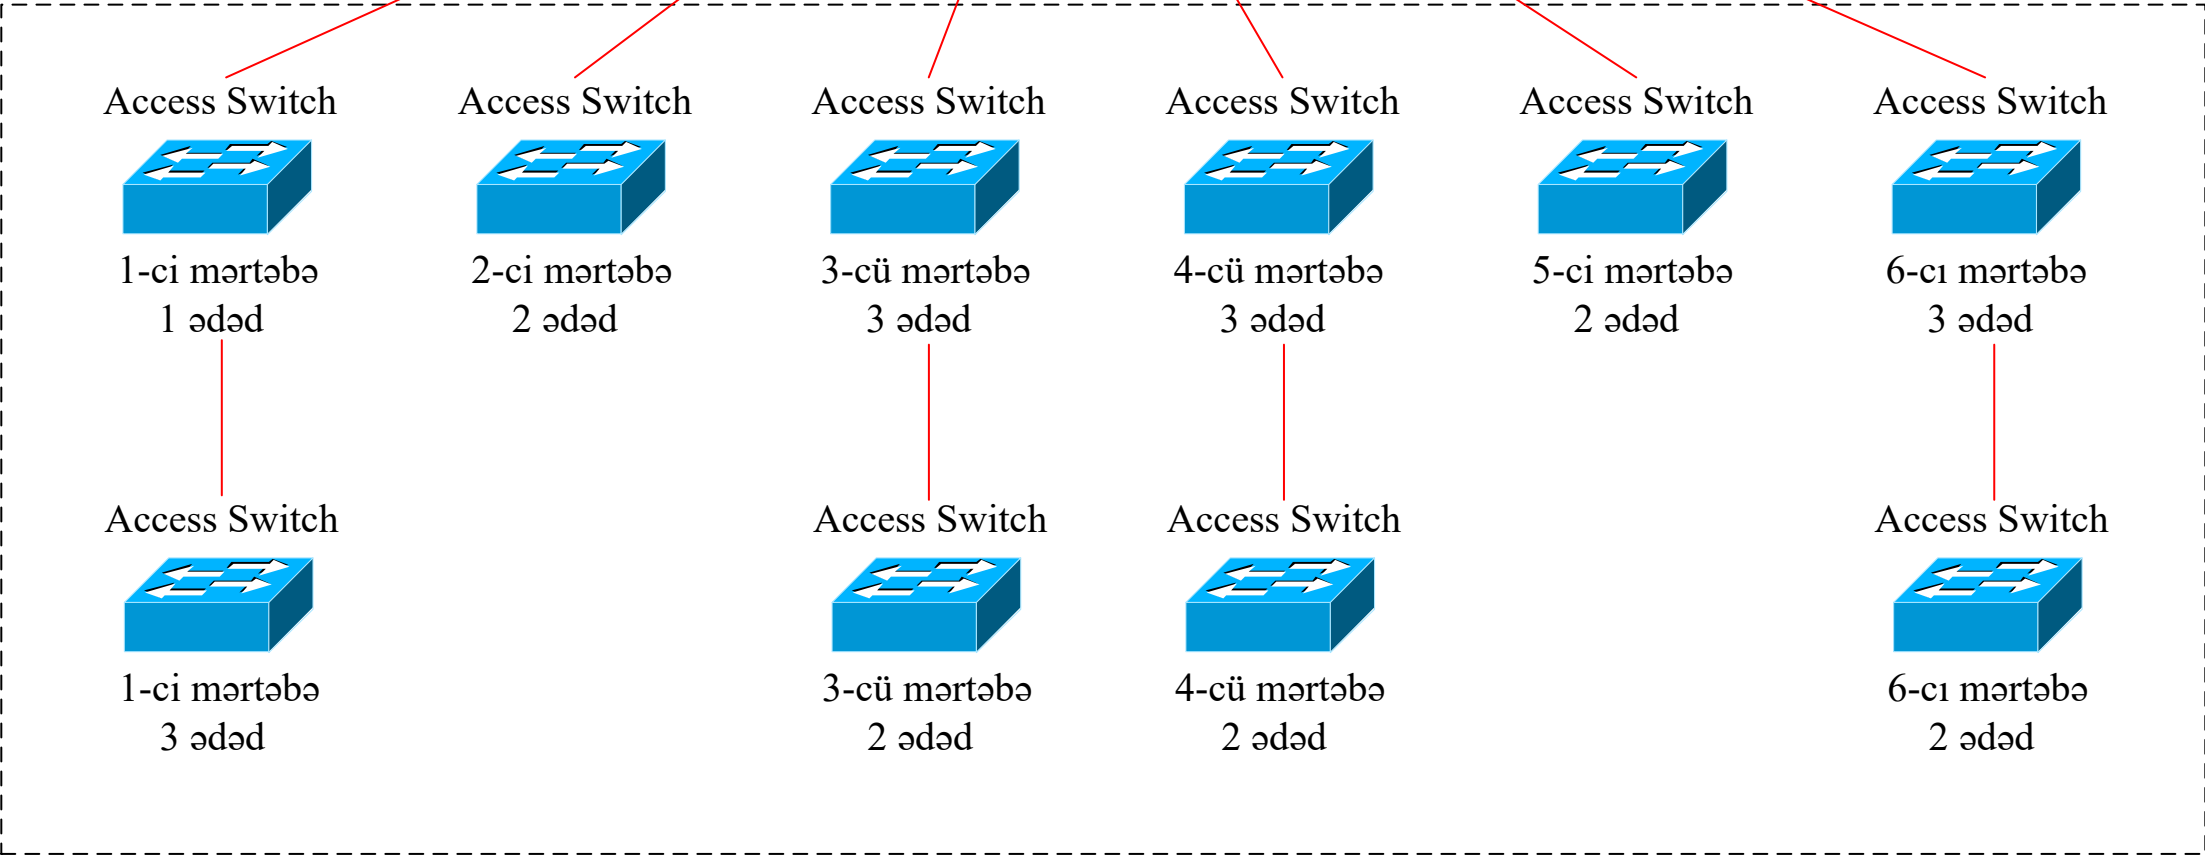 Access Switch
1-ci mərtəbə
1 ədəd
Access Switch
2-ci mərtəbə
2 ədəd
Access Switch
3-cü mərtəbə
3 ədəd
Access Switch
4-cü mərtəbə
3 ədəd
Access Switch
5-ci mərtəbə
2 ədəd
Access Switch
6-cı mərtəbə
3 ədəd
Access Switch
1-ci mərtəbə
3 ədəd
Access Switch
3-cü mərtəbə
2 ədəd
Access Switch
4-cü mərtəbə
2 ədəd
Access Switch
6-cı mərtəbə
2 ədəd